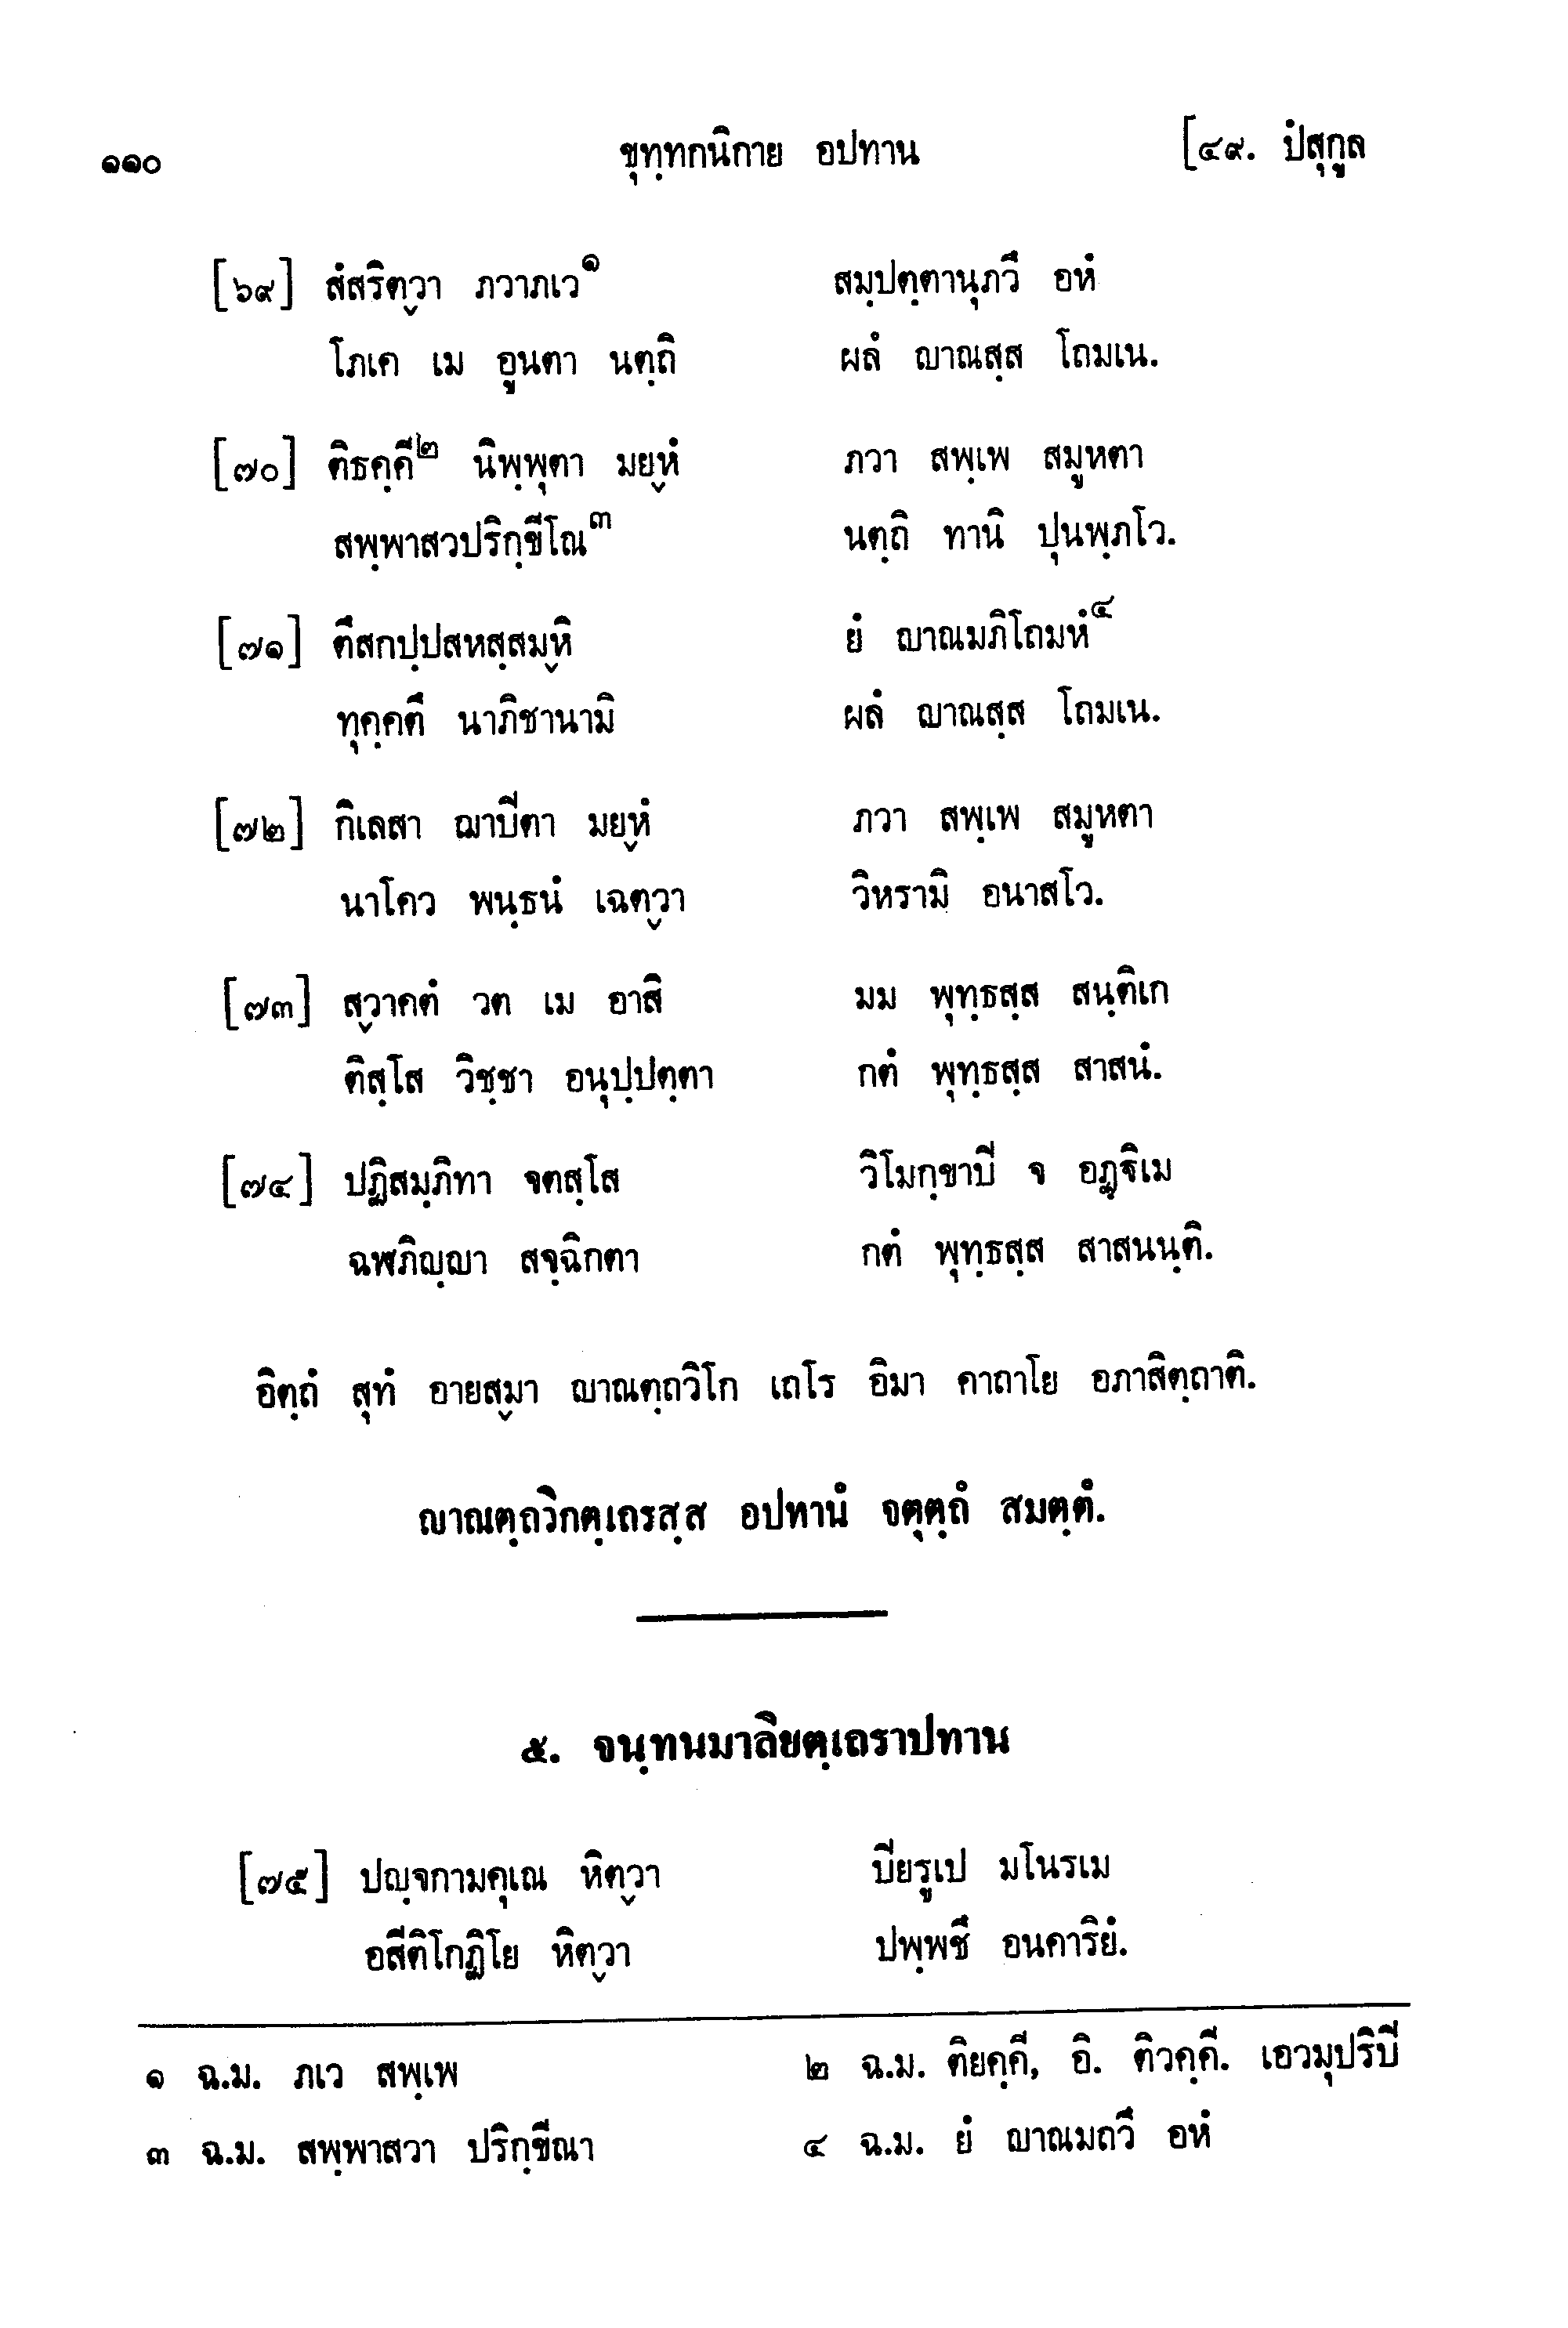 ๑๑๐ ขุทฺทกนิกาย อปทาน [๔๙. ปํสุกูล
[๖๙] สํสริตฺวา ภวาภเว๑ สมฺปตฺตานุภวึ อหํ
โภเค เม อูนตา นตฺถิ ผลํ ญาณสฺส โถมเน.
[๗๐] ติธคฺคี๒ นิพฺพุตา มยฺหํ ภวา สพฺเพ สมูหตา
สพฺพาสวปริกฺขีโณ๓ นตฺถิ ทานิ ปุนพฺภโว.
[๗๑] ตึสกปฺปสหสฺสมฺหิ ยํ ญาณมภิโถมหํ๔
ทุคฺคตึ นาภิชานามิ ผลํ ญาณสฺส โถมเน.
[๗๒] กิเลสา ฌาปีตา มยฺหํ ภวา สพฺเพ สมูหตา
นาโคว พนฺธนํ เฉตฺวา วิหรามิ อนาสโว.
[๗๓] สฺวาคตํ วต เม อาสิ มม พุทฺธสฺส สนฺติเก
ติสฺโส วิชฺชา อนุปฺปตฺตา กตํ พุทฺธสฺส สาสนํ.
[๗๔] ปฏิสมฺภิทา จตสฺโส วิโมกฺขาปี จ อฏฺฐิเม
ฉฬภิญฺญา สจฺฉิกตา กตํ พุทฺธสฺส สาสนนฺติ.
อิตฺถํ สุทํ อายสฺมา ญาณตฺถวิโก เถโร อิมา คาถาโย อภาสิตฺถาติ.
ญาณตฺถวิกตฺเถรสฺส อปทานํ จตุตฺถํ สมตฺตํ.
๕. จนฺทนมาลิยตฺเถราปทาน
[๗๕] ปญฺจกามคุเณ หิตฺวา ปียรูเป มโนรเม
อสีติโกฏิโย หิตฺวา ปพฺพชึ อนคาริยํ.
๑ ฉ.ม. ภเว สพฺเพ ๒ ฉ.ม. ติยคฺคี, อิ. ติวคฺคี. เอวมุปริปี
๓ ฉ.ม. สพฺพาสวา ปริกฺขีณา ๔ ฉ.ม. ยํ ญาณมถวึ อหํ